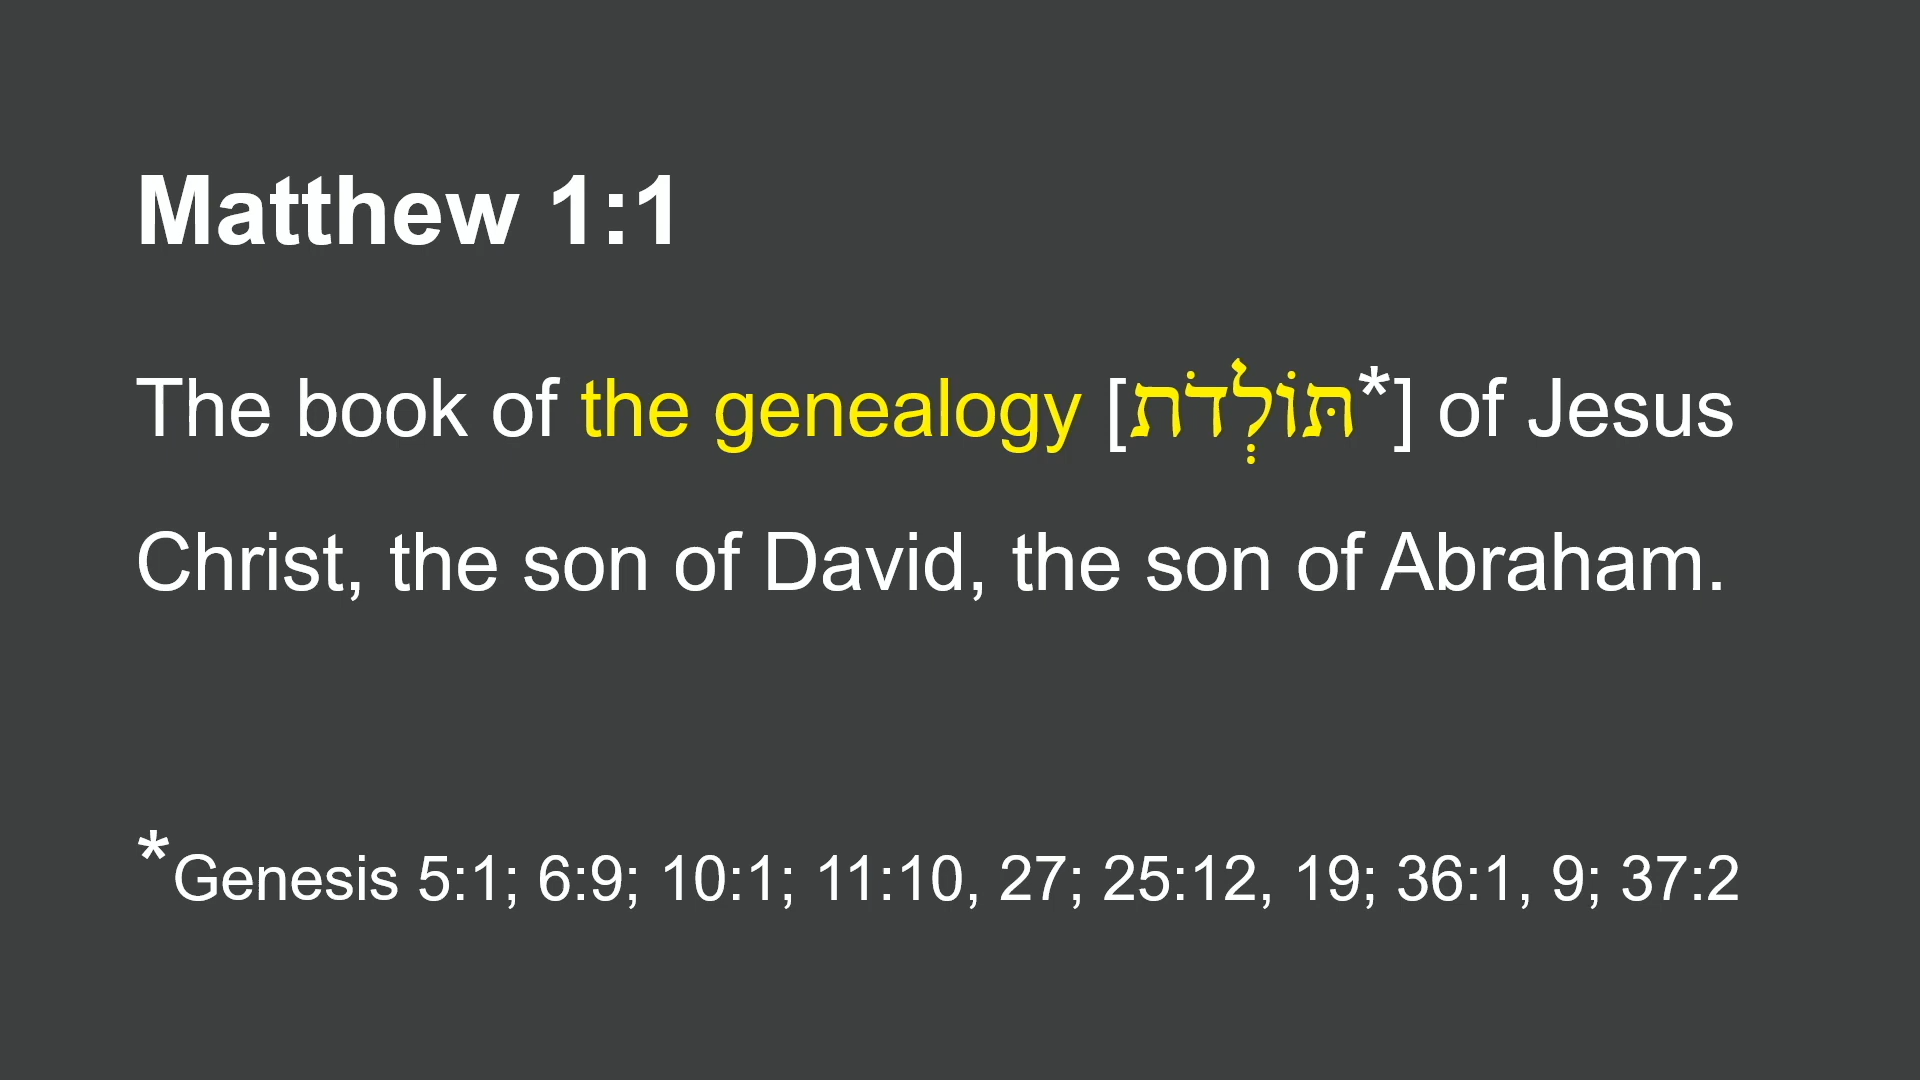 Matthew 1:1
The book of the genealogy [תּוֹלְדֹת*] of Jesus
Christ, the son of David, the son of Abraham.
*Genesis 5:1; 6:9; 10:1; 11:10, 27; 25:12, 19; 36:1, 9; 37:2